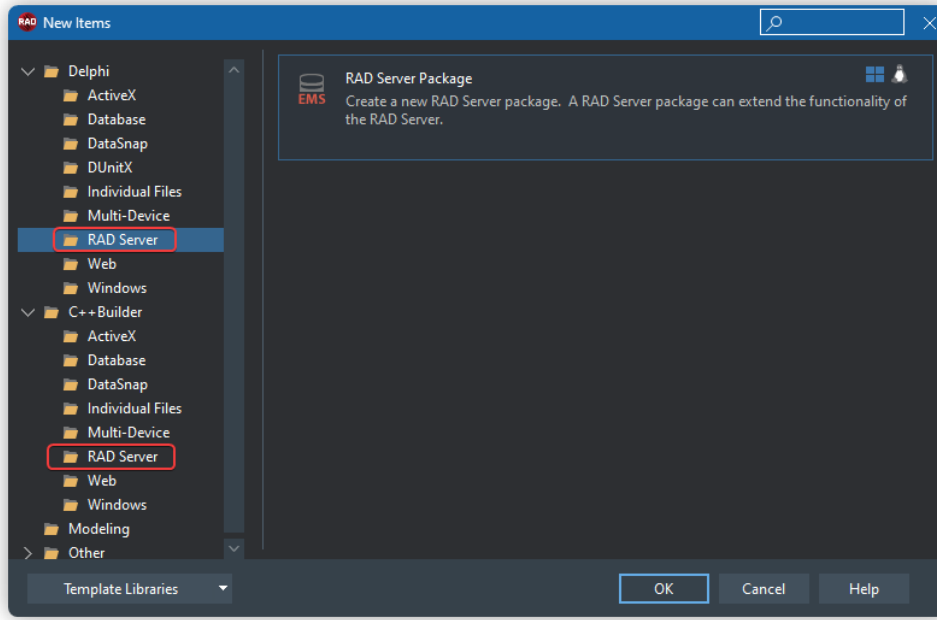 RAD New Items
Delphi
ActiveX
Database
DataSnap
DUnitX
Individual Files
Multi-Device
RAD Server
Web
Windows
C++Builder
ActiveX
Database
DataSnap
Individual Files
Multi-Device
RAD Server
Web
Windows
Modeling
Other
EMS
RAD Server Package
Create a new RAD Server package. A RAD Server package can extend the functionality of
the RAD Server.
Template Libraries
OK
Cancel
Help